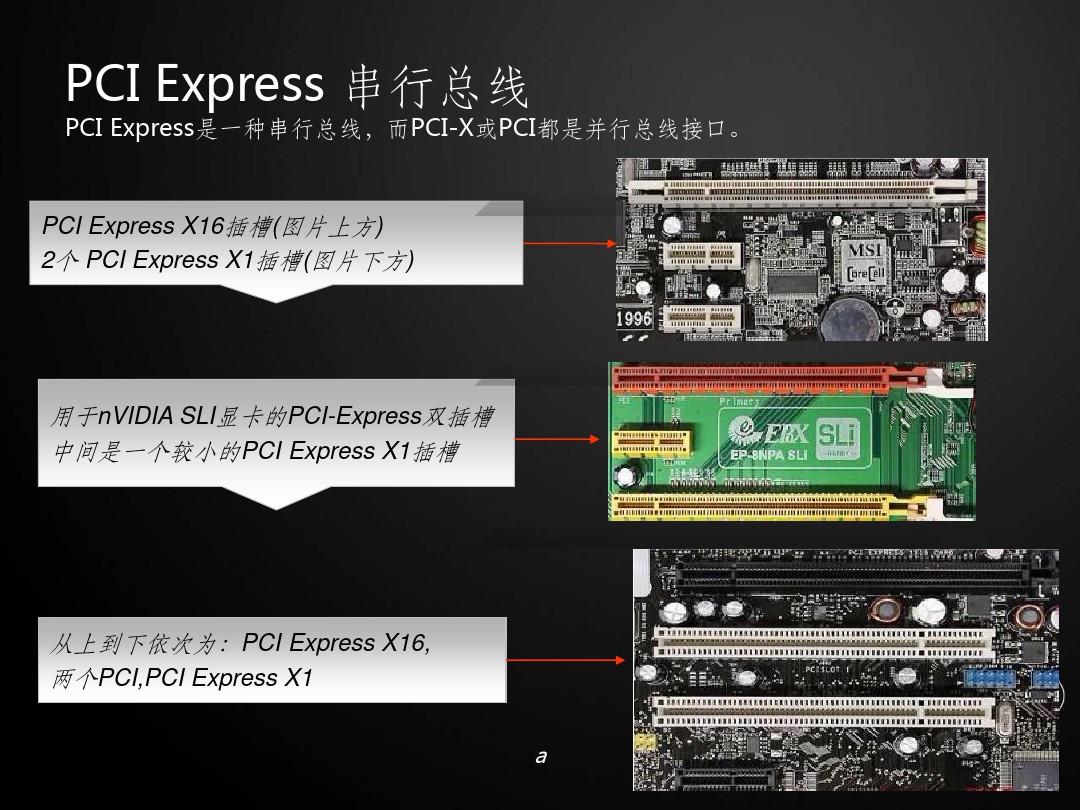 PCI Express 串行总线
PCI Express是一种串行总线，而PCI-X或PCI都是并行总线接口。
PCI Express X16插槽(图片上方)
2个 PCI Express X1插槽(图片下方)
PCI_E1
MSI
CoreCell
1996
用于nVIDIA SLI显卡的PCI-Express双插槽
中间是一个较小的PCI Express X1插槽
Primary
EPoX SLI
READY
EP-8NPA SLI
从上到下依次为：PCI Express X16,
两个PCI,PCI Express X1
PCI EXPRESS
PCISLOT 1
a